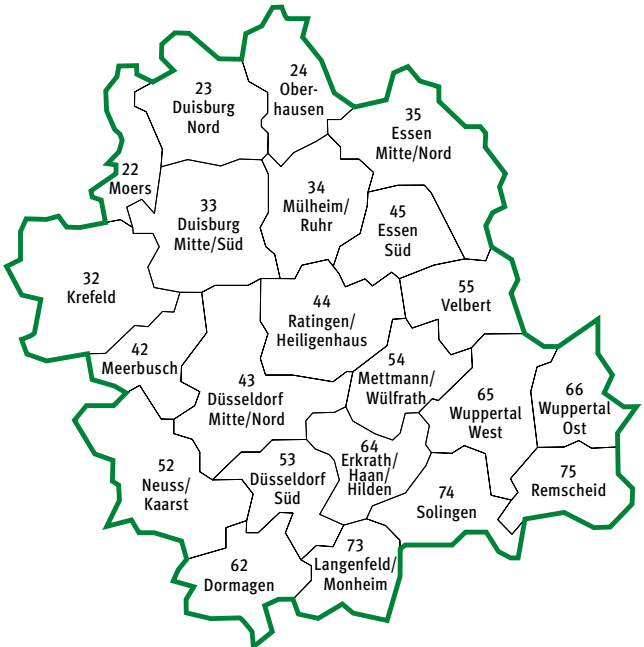 24
Ober-
hausen
23
Duisburg
Nord
35
Essen
Mitte/Nord
22
Moers
34
Mülheim/
Ruhr
33
Duisburg
Mitte/Süd
45
Essen
Süd
32
Krefeld
55
Velbert
44
Ratingen/
Heiligenhaus
42
Meerbusch
54
Mettmann/
Wülfrath
43
Düsseldorf
Mitte/Nord
65
Wuppertal
West
66
Wuppertal
Ost
64
Erkrath/
Haan/
Hilden
52
Neuss/
Kaarst
53
Düsseldorf
Süd
75
Remscheid
74
Solingen
73
Langenfeld/
Monheim
62
Dormagen